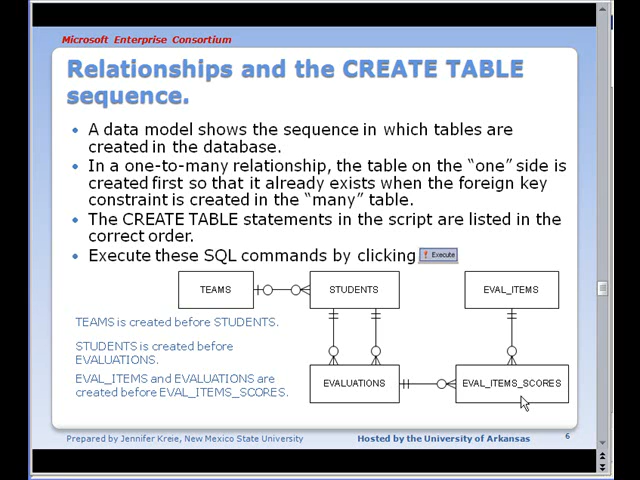 Microsoft Enterprise Consortium
Relationships and the CREATE TABLE
sequence.
• A data model shows the sequence in which tables are
created in the database.
• In a one-to-many relationship, the table on the “one” side is
created first so that it already exists when the foreign key
constraint is created in the “many” table.
• The CREATE TABLE statements in the script are listed in the
correct order.
• Execute these SQL commands by clicking ! Execute
TEAMS
STUDENTS
EVAL_ITEMS
TEAMS is created before STUDENTS.
STUDENTS is created before
EVALUATIONS.
EVAL_ITEMS and EVALUATIONS are
created before EVAL_ITEMS_SCORES.
EVALUATIONS
EVAL_ITEMS_SCORES
Prepared by Jennifer Kreie, New Mexico State University
Hosted by the University of Arkansas
6